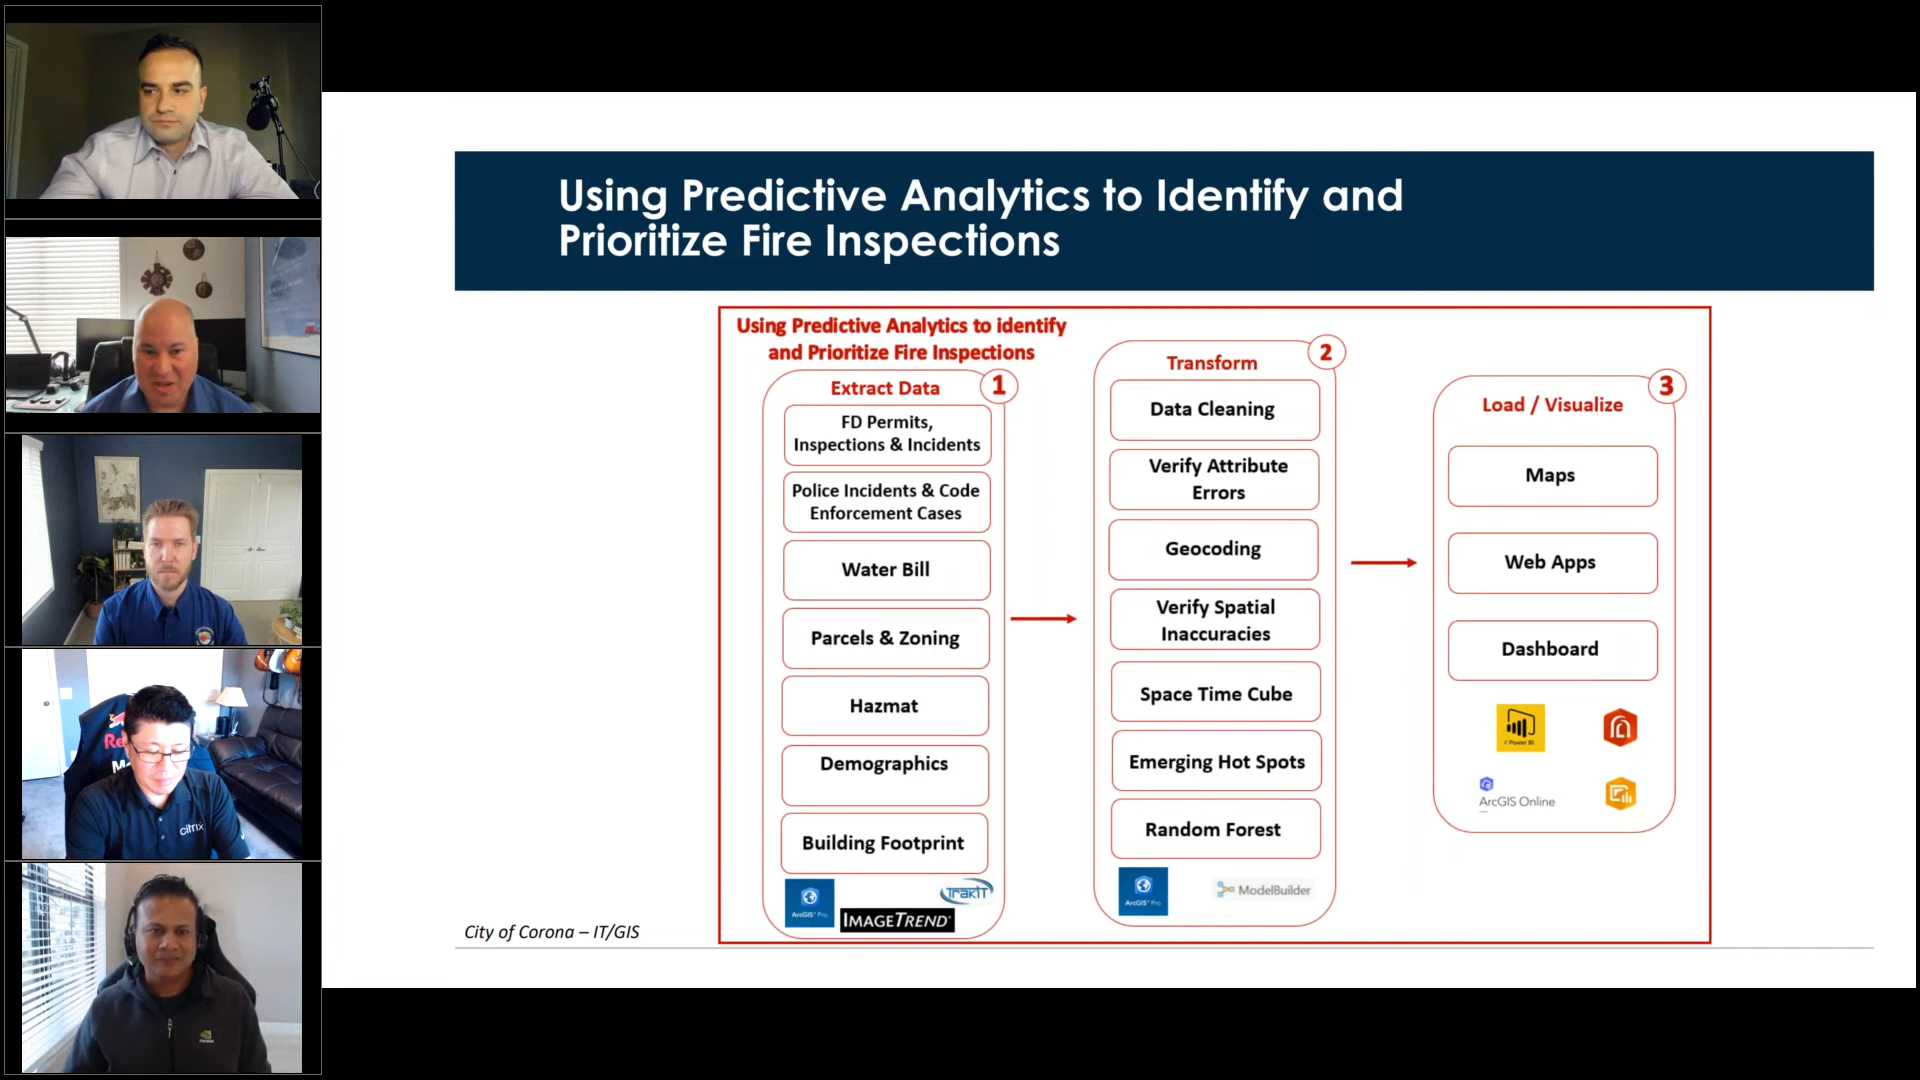 Using Predictive Analytics to Identify and
Prioritize Fire Inspections
Using Predictive Analytics to identify
and Prioritize Fire Inspections
1
Extract Data
FD Permits,
Inspections & Incidents
Police Incidents & Code
Enforcement Cases
Water Bill
Parcels & Zoning
Hazmat
Demographics
Building Footprint
ArcGIS Pro
TRAKiT
IMAGETREND
2
Transform
Data Cleaning
Verify Attribute
Errors
Geocoding
Verify Spatial
Inaccuracies
Space Time Cube
Emerging Hot Spots
Random Forest
ArcGIS Pro
ModelBuilder
3
Load / Visualize
Maps
Web Apps
Dashboard
Power BI
ArcGIS Online
City of Corona – IT/GIS
Red
citrix